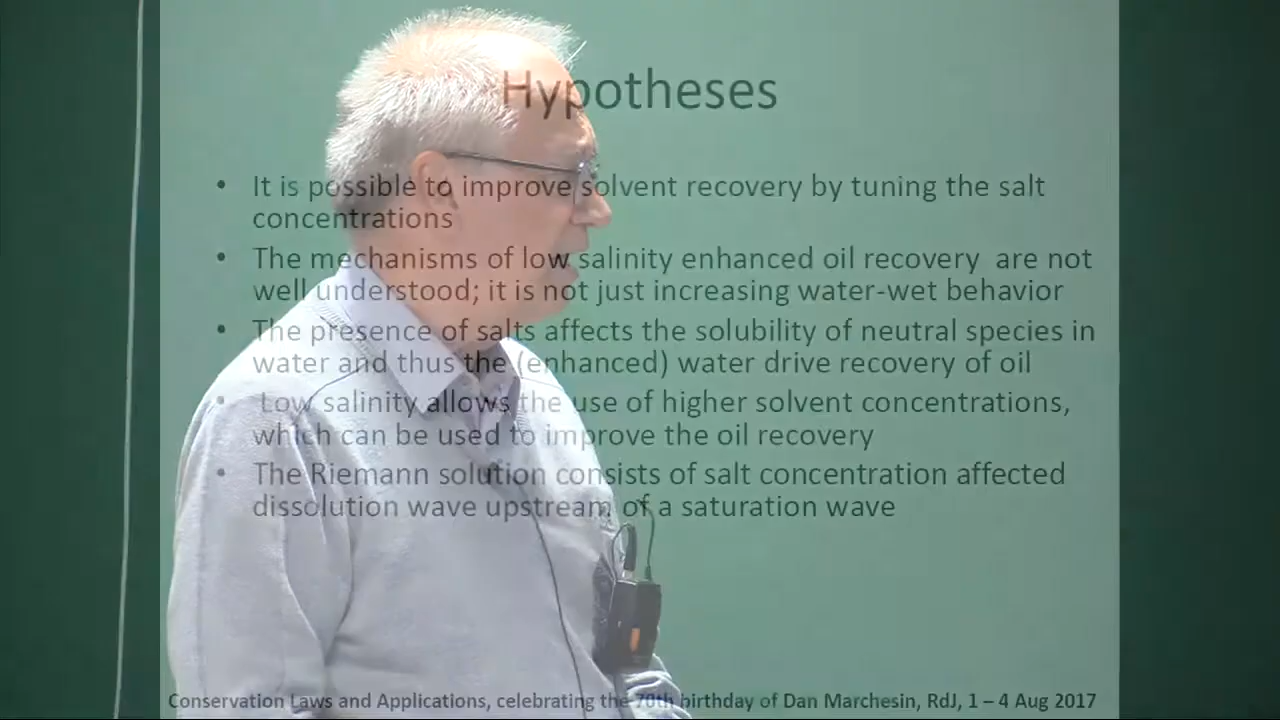 Hypotheses
• It is possible to improve solvent recovery by tuning the salt
concentrations
• The mechanisms of low salinity enhanced oil recovery are not
well understood; it is not just increasing water-wet behavior
• The presence of salts affects the solubility of neutral species in
water and thus the (enhanced) water drive recovery of oil
• Low salinity allows the use of higher solvent concentrations,
which can be used to improve the oil recovery
• The Riemann solution consists of salt concentration affected
dissolution wave upstream of a saturation wave
Conservation Laws and Applications, celebrating the 70th birthday of Dan Marchesin, RdJ, 1 – 4 Aug 2017